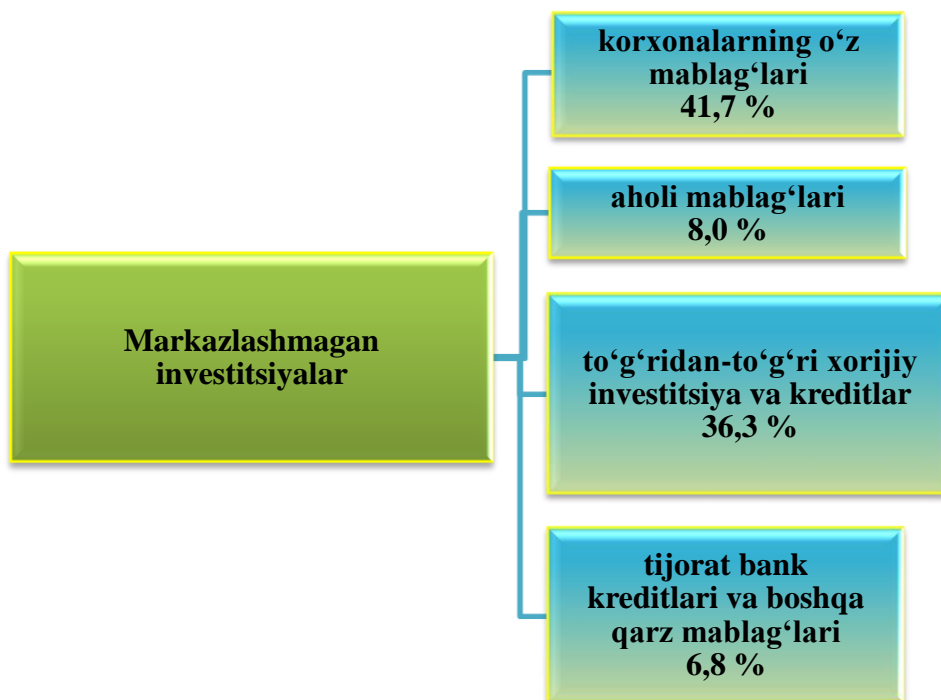 korxonalarning o‘z
mablag‘lari
41,7 %
aholi mablag‘lari
8,0 %
Markazlashmagan
investitsiyalar
to‘g‘ridan-to‘g‘ri xorijiy
investitsiya va kreditlar
36,3 %
tijorat bank
kreditlari va boshqa
qarz mablag‘lari
6,8 %